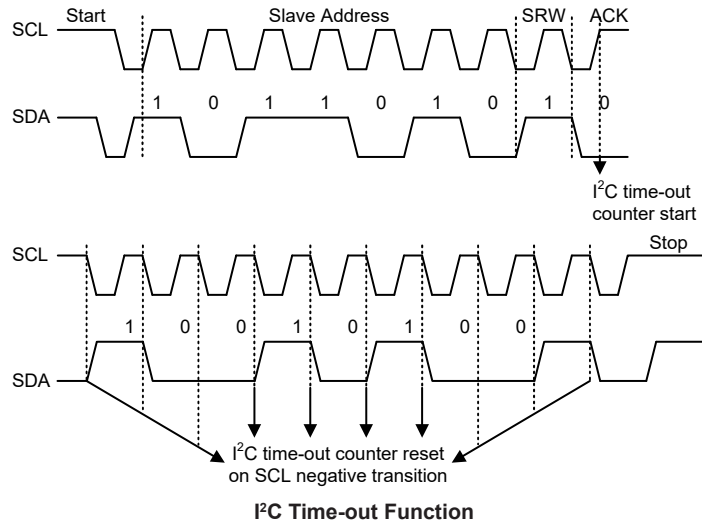 Start Slave Address SRW ACK
SCL
1 0 1 1 0 1 0 1 0
SDA
I²C time-out
counter start
Stop
SCL
1 0 0 1 0 1 0 0
SDA
I²C time-out counter reset
on SCL negative transition
I²C Time-out Function